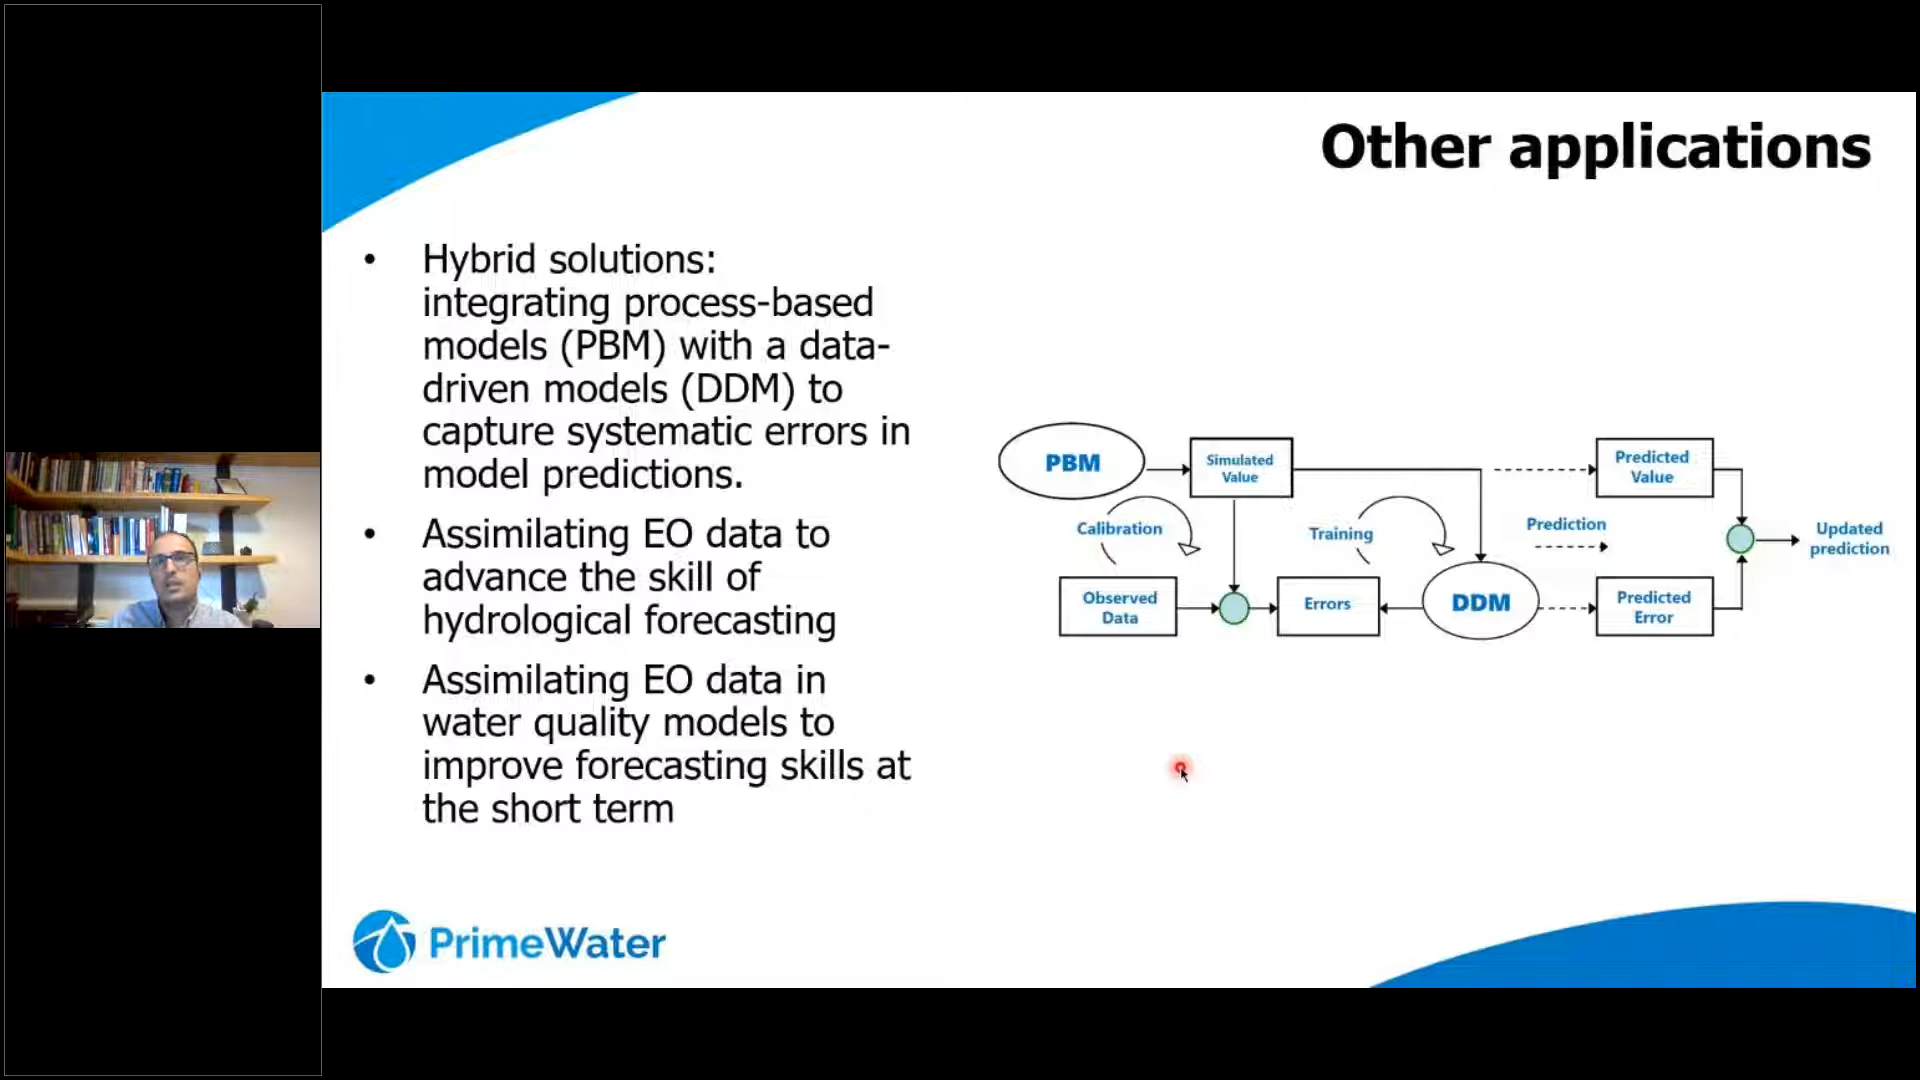 Other applications
• Hybrid solutions:
integrating process-based
models (PBM) with a data-
driven models (DDM) to
capture systematic errors in
model predictions.
• Assimilating EO data to
advance the skill of
hydrological forecasting
• Assimilating EO data in
water quality models to
improve forecasting skills at
the short term
PBM
Simulated
Value
Predicted
Value
Calibration
Training
Prediction
Updated
prediction
Observed
Data
Errors
DDM
Predicted
Error
PrimeWater